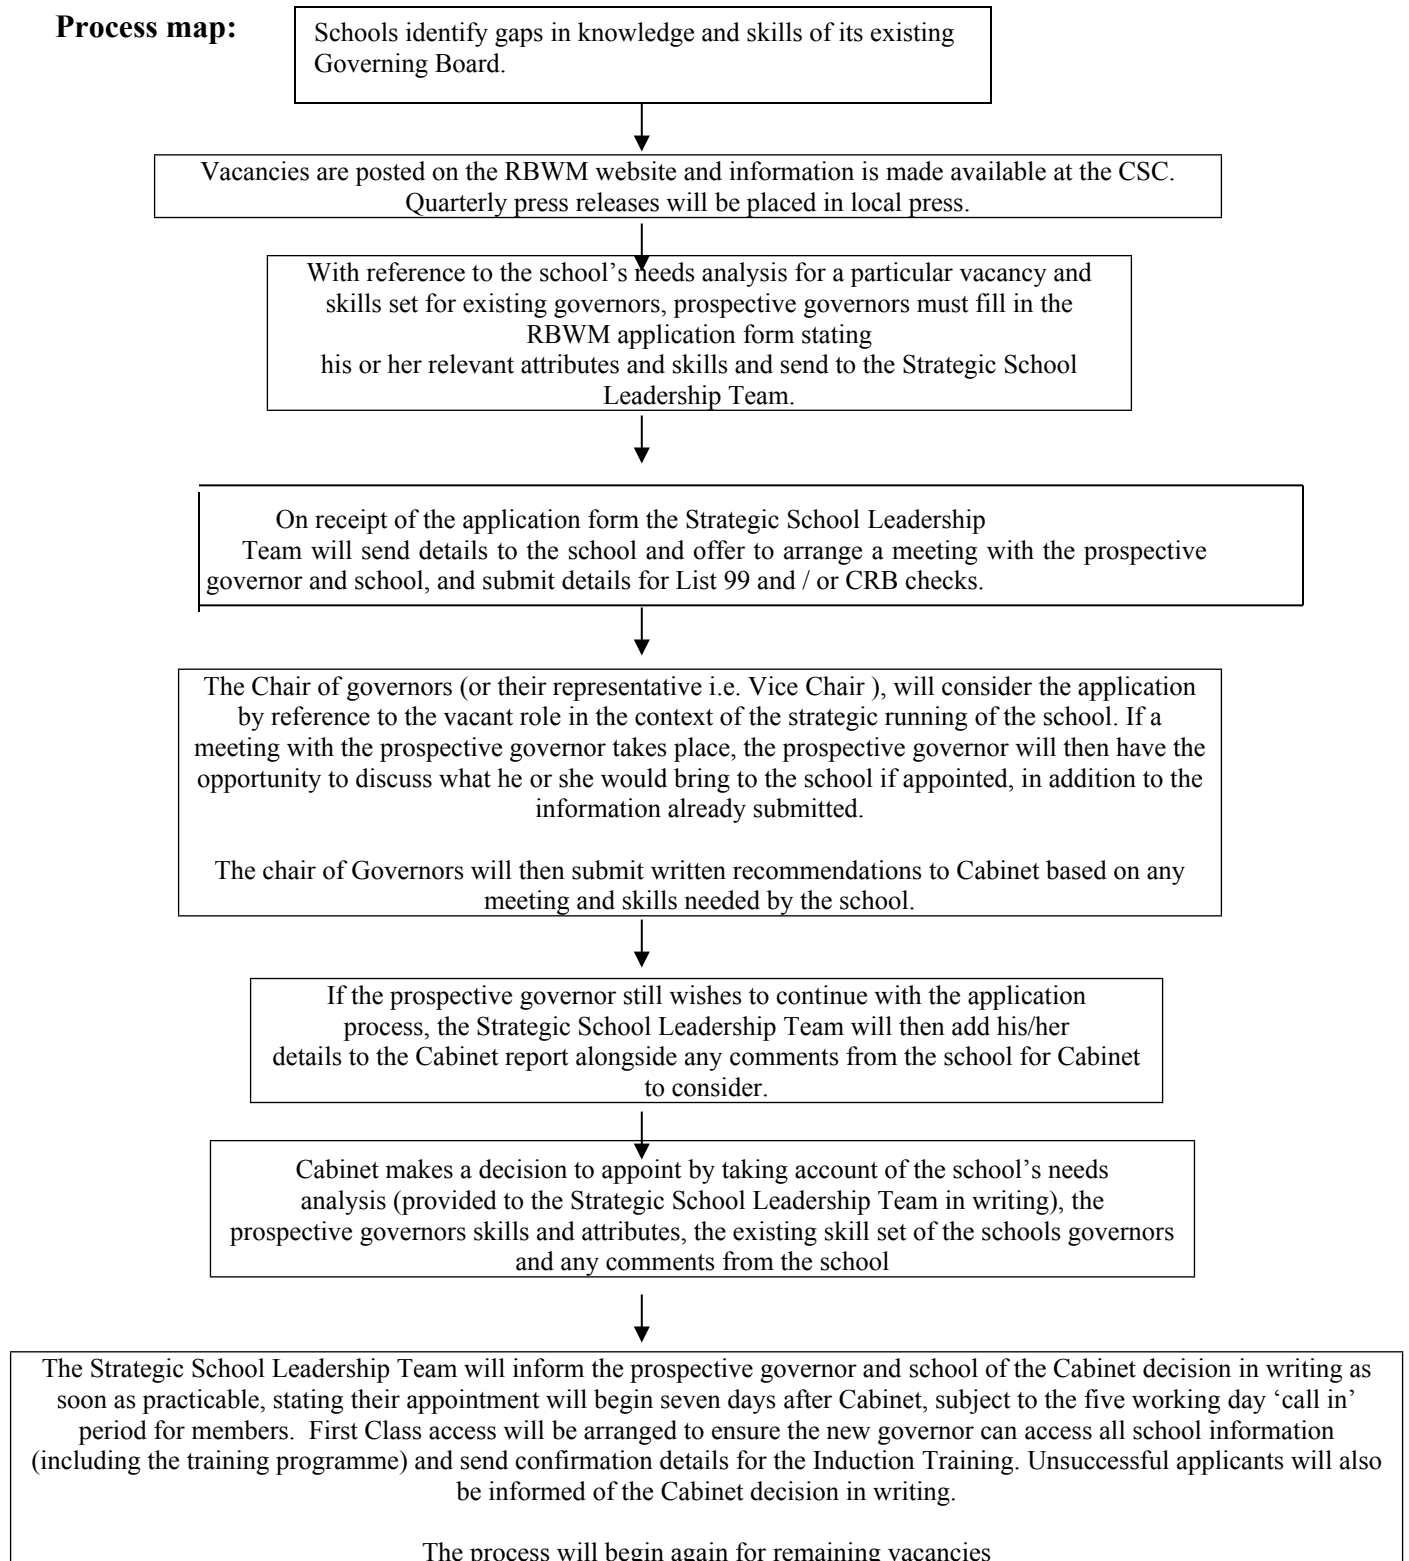 Process map:
Schools identify gaps in knowledge and skills of its existing
Governing Board.
Vacancies are posted on the RBWM website and information is made available at the CSC.
Quarterly press releases will be placed in local press.
With reference to the school’s needs analysis for a particular vacancy and
skills set for existing governors, prospective governors must fill in the
RBWM application form stating
his or her relevant attributes and skills and send to the Strategic School
Leadership Team.
On receipt of the application form the Strategic School Leadership
Team will send details to the school and offer to arrange a meeting with the prospective
governor and school, and submit details for List 99 and / or CRB checks.
The Chair of governors (or their representative i.e. Vice Chair ), will consider the application
by reference to the vacant role in the context of the strategic running of the school. If a
meeting with the prospective governor takes place, the prospective governor will then have the
opportunity to discuss what he or she would bring to the school if appointed, in addition to the
information already submitted.
The chair of Governors will then submit written recommendations to Cabinet based on any
meeting and skills needed by the school.
If the prospective governor still wishes to continue with the application
process, the Strategic School Leadership Team will then add his/her
details to the Cabinet report alongside any comments from the school for Cabinet
to consider.
Cabinet makes a decision to appoint by taking account of the school’s needs
analysis (provided to the Strategic School Leadership Team in writing), the
prospective governors skills and attributes, the existing skill set of the schools governors
and any comments from the school
The Strategic School Leadership Team will inform the prospective governor and school of the Cabinet decision in writing as
soon as practicable, stating their appointment will begin seven days after Cabinet, subject to the five working day ‘call in’
period for members.  First Class access will be arranged to ensure the new governor can access all school information
(including the training programme) and send confirmation details for the Induction Training. Unsuccessful applicants will also
be informed of the Cabinet decision in writing.
The process will begin again for remaining vacancies